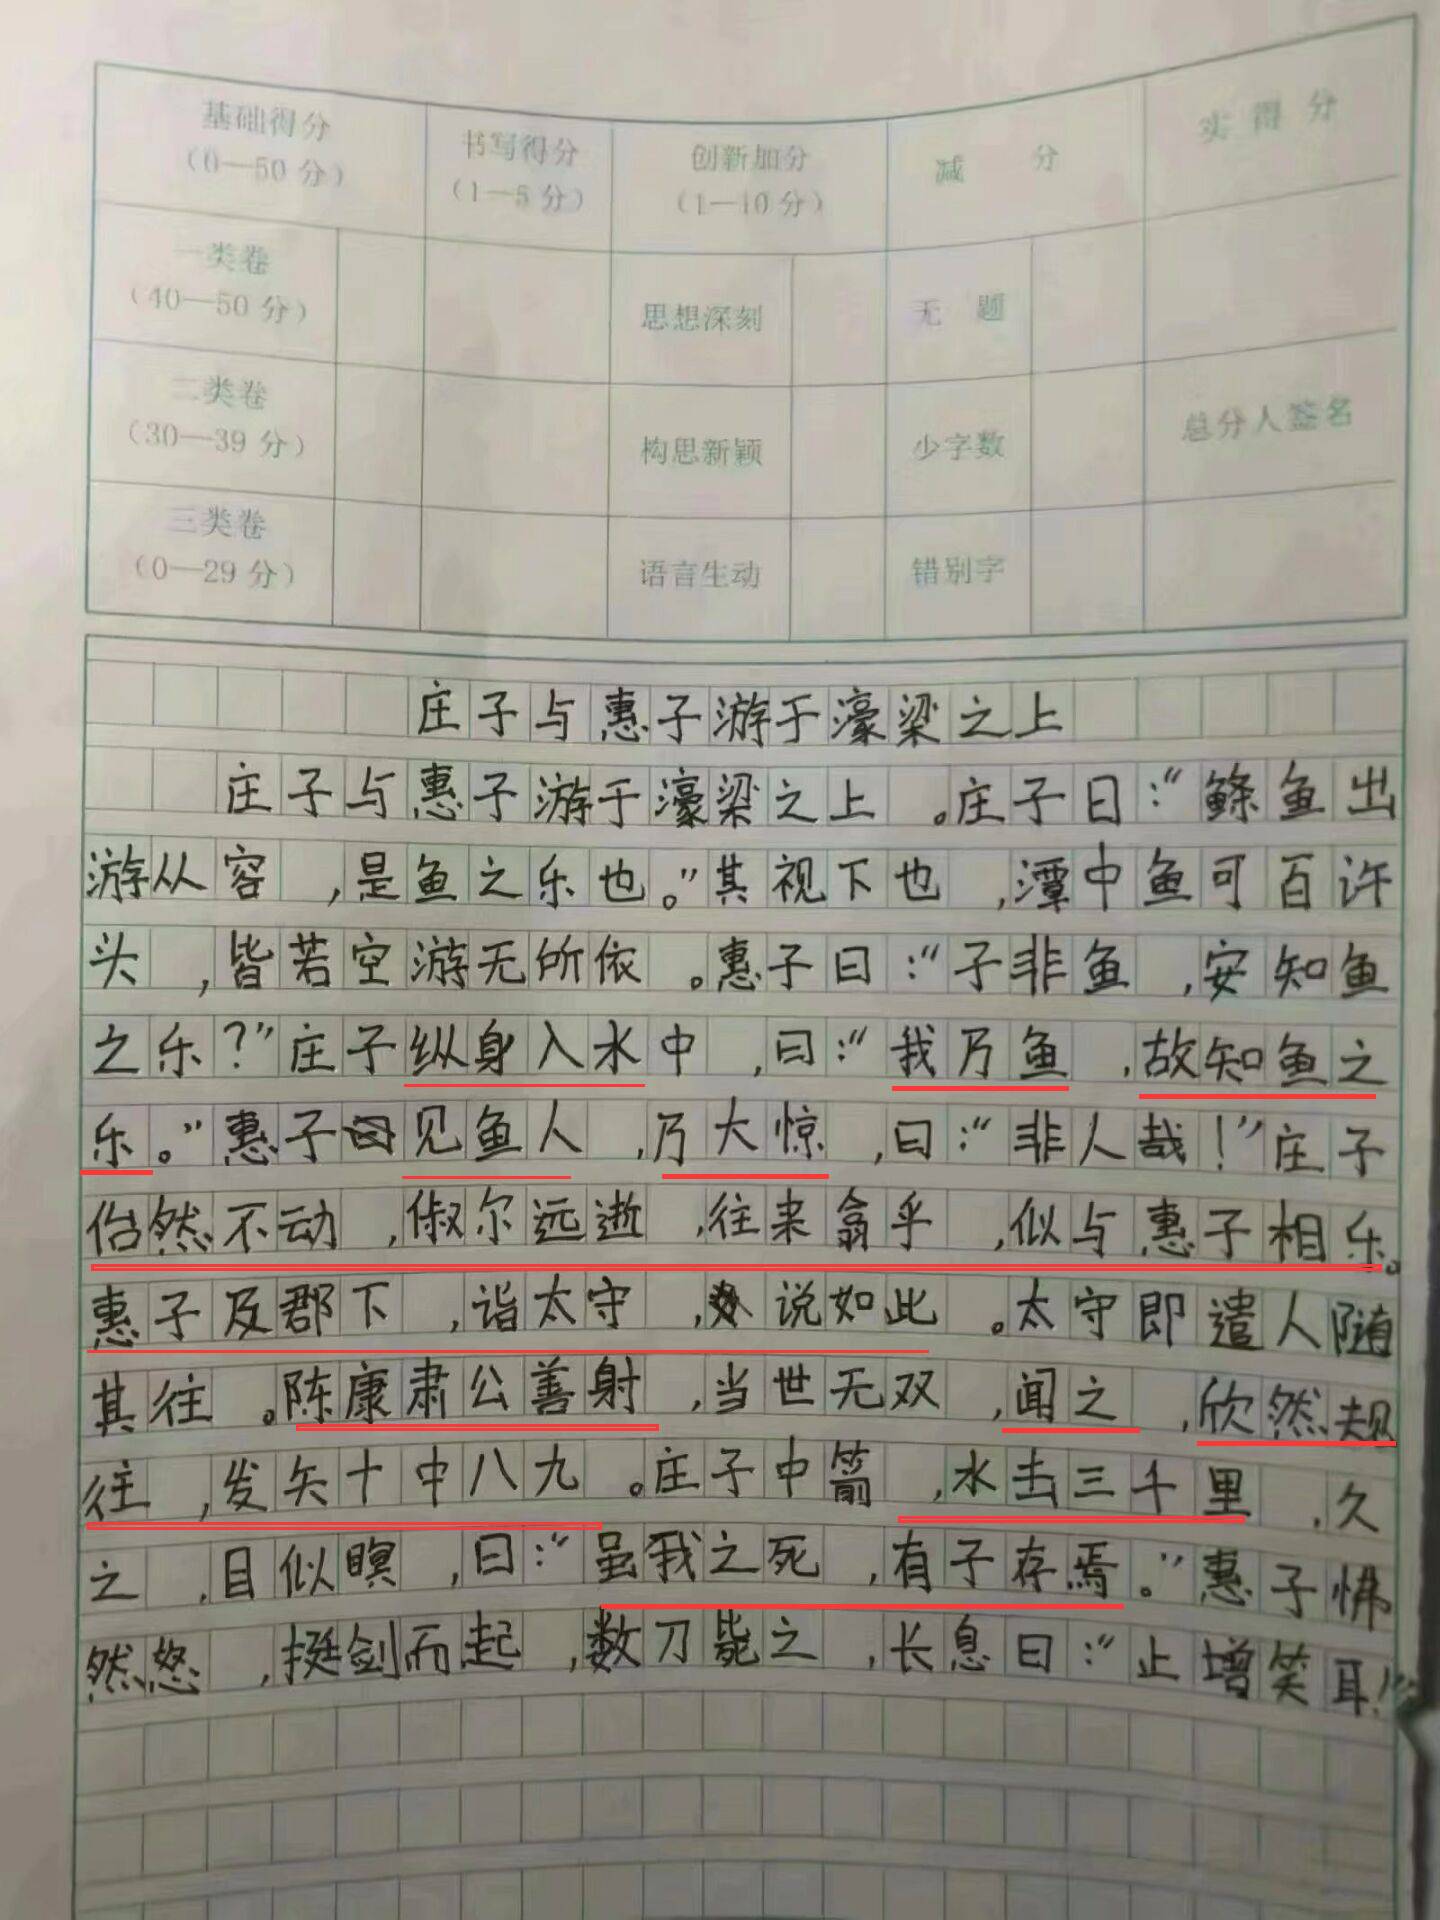 基础得分
（0—50分）
书写得分
（1—5分）
创新加分
（1—10分）
减 分
实得分
一类卷
（40—50分）
思想深刻
无 题
二类卷
（30—39分）
构思新颖
少字数
总分人签名
三类卷
（0—29分）
语言生动
错别字
庄子与惠子游于濠梁之上
庄子与惠子游于濠梁之上。庄子曰：“鲦鱼出
游从容，是鱼之乐也。”其视下也，潭中鱼可百许
头，皆若空游无所依。惠子曰：“子非鱼，安知鱼
之乐？”庄子纵身入水中，曰：“我乃鱼，故知鱼之
乐。”惠子见鱼人，乃大惊，曰：“非人哉！”庄子
佁然不动，俶尔远逝，往来翕乎，似与惠子相乐。
惠子及郡下，诣太守，说如此。太守即遣人随
其往。陈康肃公善射，当世无双，闻之，欣然规
往，发矢十中八九。庄子中箭，水击三千里，久
之，目似瞑，曰：“虽我之死，有子存焉。”惠子怫
然怒，挺剑而起，数刀毙之，长息曰：“止增笑耳！”